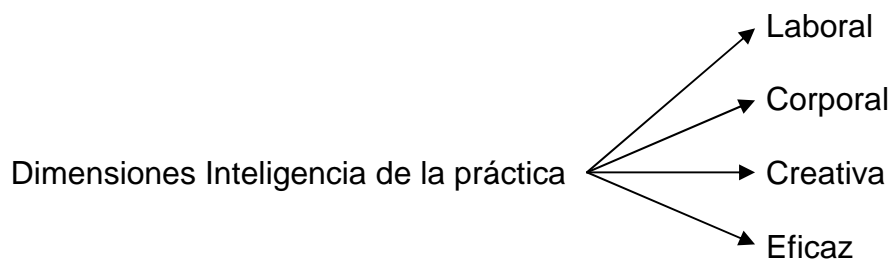 Laboral
Corporal
Dimensiones Inteligencia de la práctica
Creativa
Eficaz